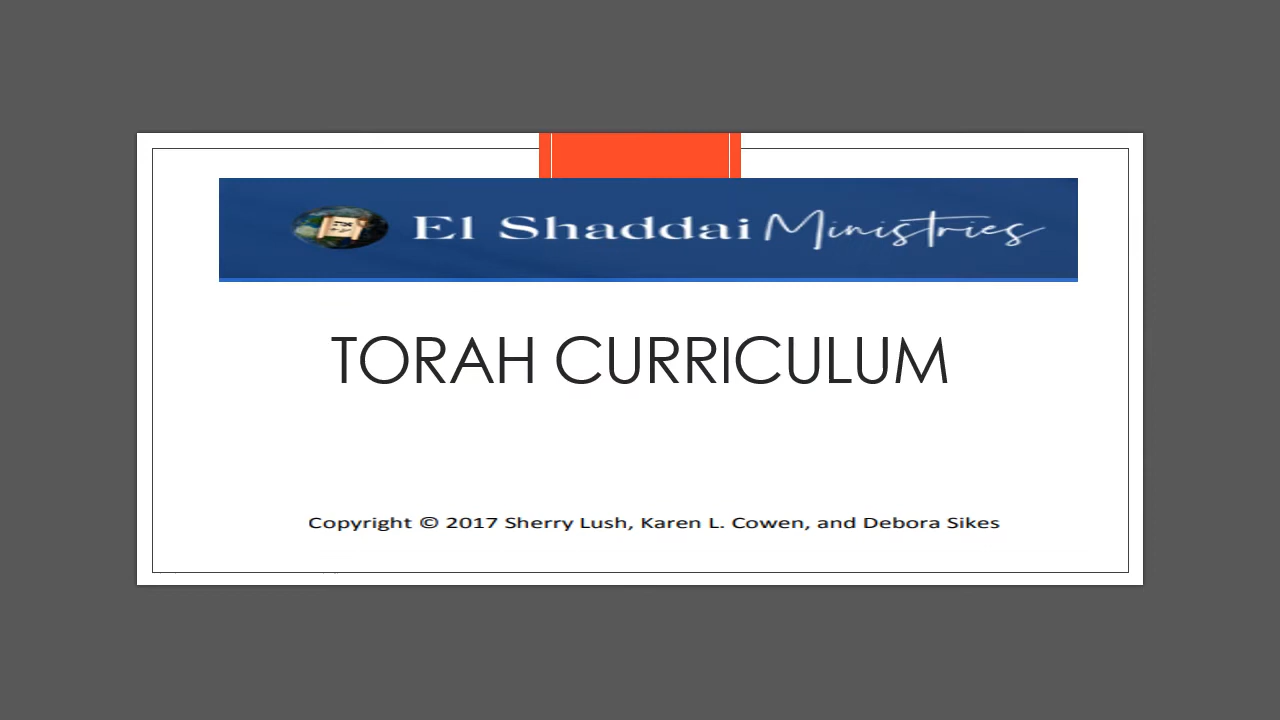 El Shaddai Ministries
TORAH CURRICULUM
Copyright © 2017 Sherry Lush, Karen L. Cowen, and Debora Sikes